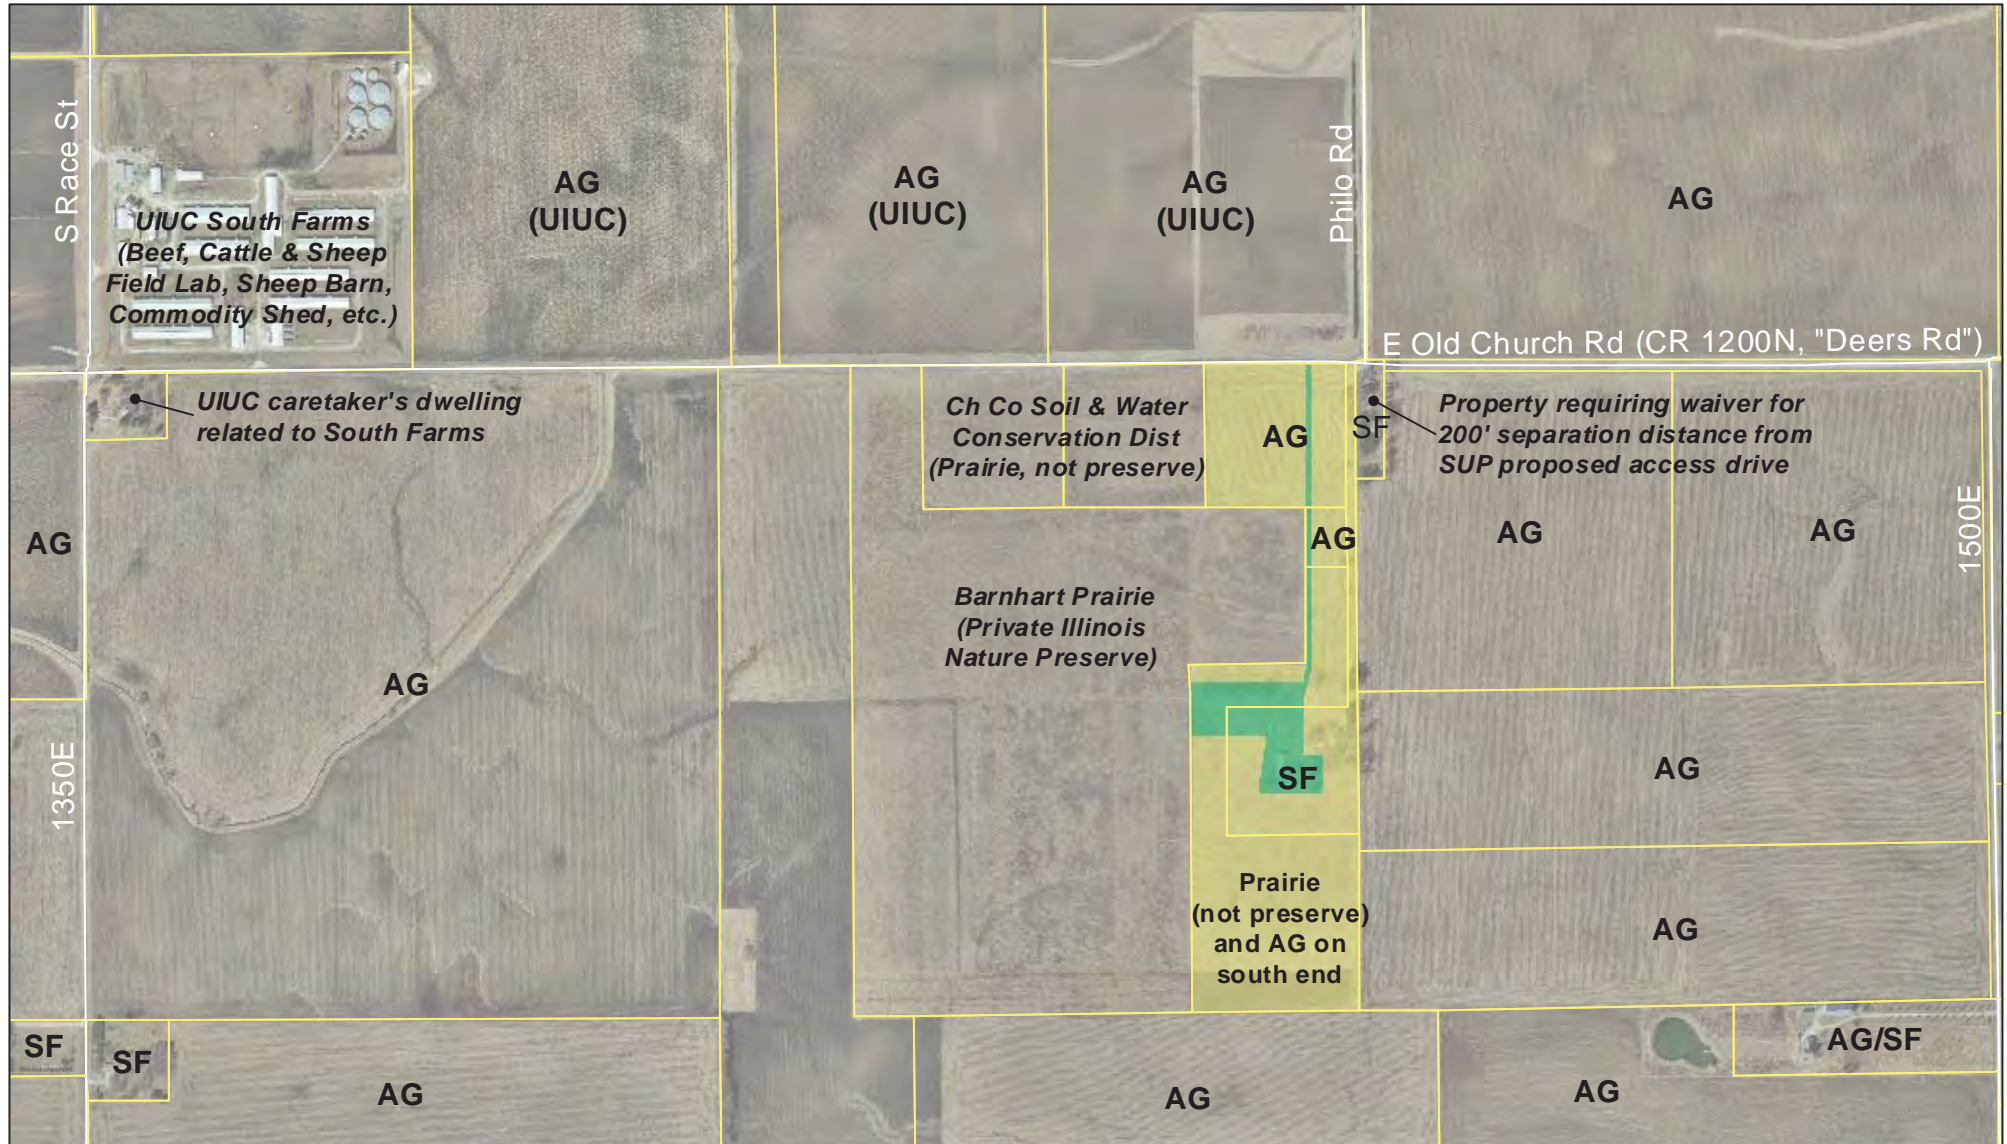 S Race St
UIUC South Farms
(Beef, Cattle & Sheep
Field Lab, Sheep Barn,
Commodity Shed, etc.)
AG
(UIUC)
AG
(UIUC)
AG
(UIUC)
Philo Rd
AG
E Old Church Rd (CR 1200N, "Deers Rd")
UIUC caretaker's dwelling
related to South Farms
Ch Co Soil & Water
Conservation Dist
(Prairie, not preserve)
AG
SF
Property requiring waiver for
200' separation distance from
SUP proposed access drive
AG
AG
AG
AG
1500E
Barnhart Prairie
(Private Illinois
Nature Preserve)
AG
1350E
SF
AG
Prairie
(not preserve)
and AG on
south end
AG
SF
SF
AG
AG
AG
AG/SF